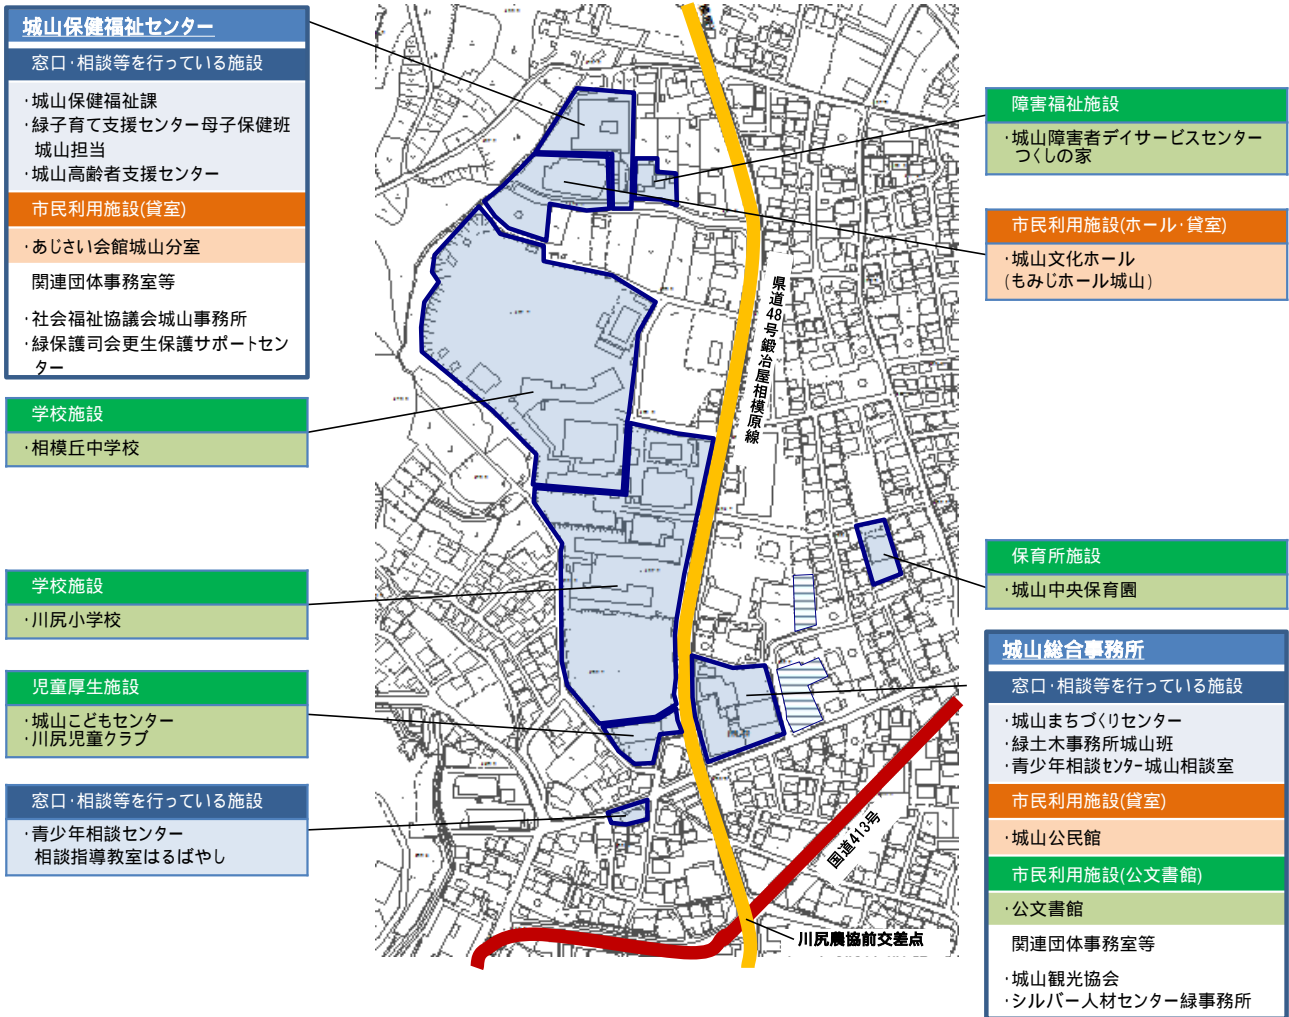 城山保健福祉センター
窓口・相談等を行っている施設
・城山保健福祉課
・緑子育て支援センター母子保健班
城山担当
・城山高齢者支援センター
市民利用施設(貸室)
・あじさい会館城山分室
関連団体事務室等
・社会福祉協議会城山事務所
・緑保護司会更生保護サポートセン
ター
学校施設
・相模丘中学校
学校施設
・川尻小学校
児童厚生施設
・城山こどもセンター
・川尻児童クラブ
窓口・相談等を行っている施設
・青少年相談センター
相談指導教室はるばやし
県道48号鍛冶屋相模原線
国道413号
川尻農協前交差点
障害福祉施設
・城山障害者デイサービスセンター
つくしの家
市民利用施設(ホール・貸室)
・城山文化ホール
(もみじホール城山)
保育所施設
・城山中央保育園
城山総合事務所
窓口・相談等を行っている施設
・城山まちづくりセンター
・緑土木事務所城山班
・青少年相談センター城山相談室
市民利用施設(貸室)
・城山公民館
市民利用施設(公文書館)
・公文書館
関連団体事務室等
・城山観光協会
・シルバー人材センター緑事務所